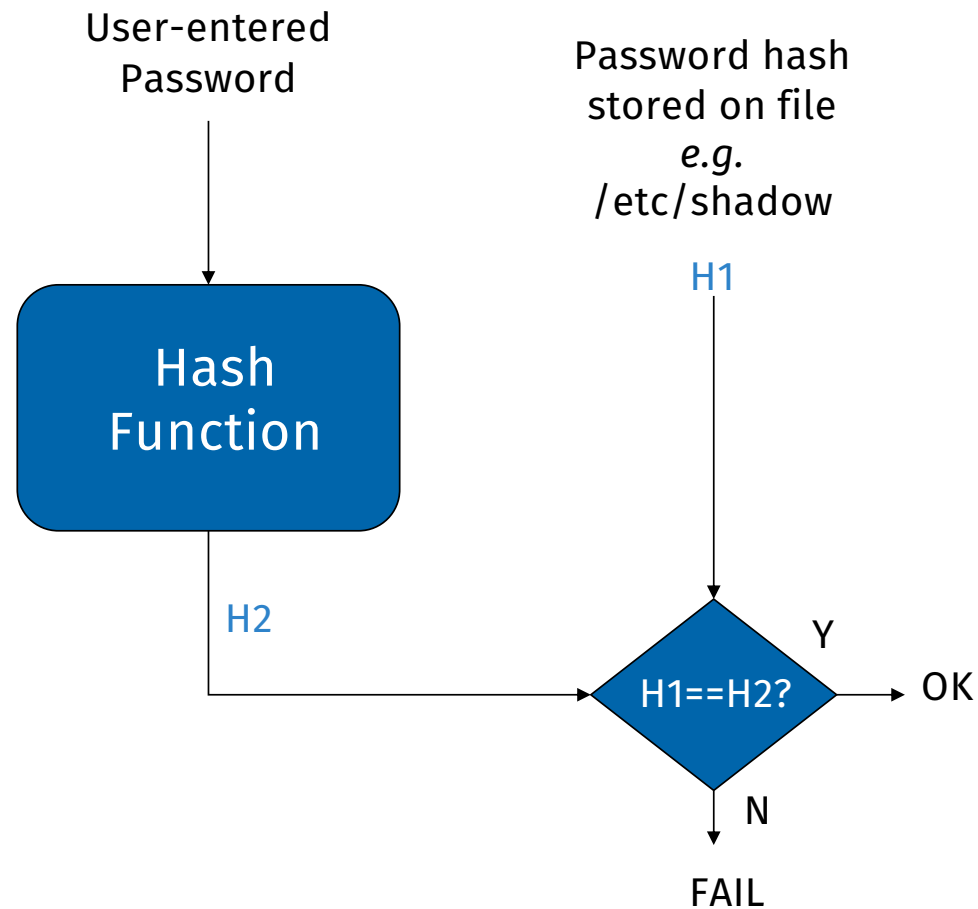 User-entered
Password
Password hash
stored on file
e.g.
/etc/shadow
H1
Hash
Function
H2
Y
H1==H2?
OK
N
FAIL